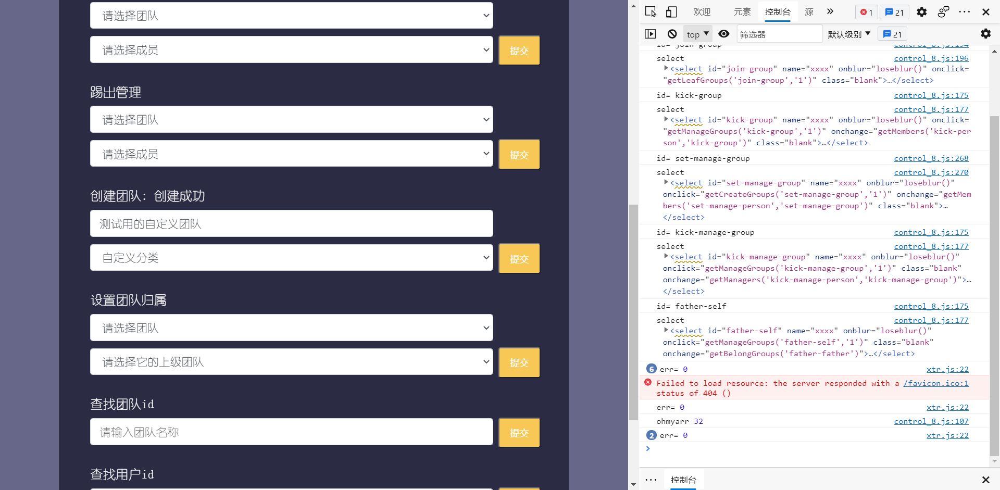 请选择团队
请选择成员
提交
踢出管理
请选择团队
请选择成员
提交
创建团队：创建成功
测试用的自定义团队
自定义分类
提交
设置团队归属
请选择团队
请选择它的上级团队
提交
查找团队id
请输入团队名称
提交
查找用户id
欢迎 元素 控制台 源 1 21
top 筛选器 默认级别 21
id= join-group control_8.js:194
select control_8.js:196
<select id="join-group" name="xxxx" onblur="loseblur()" onclick=
"getLeafGroups('join-group','1')" class="blank">…</select>
id= kick-group control_8.js:175
select control_8.js:177
<select id="kick-group" name="xxxx" onblur="loseblur()" onclick=
"getManageGroups('kick-group','1')" onchange="getMembers('kick-per
son','kick-group')" class="blank">…</select>
id= set-manage-group control_8.js:268
select control_8.js:270
<select id="set-manage-group" name="xxxx" onblur="loseblur()"
onclick="getCreateGroups('set-manage-group','1')" onchange="getMem
bers('set-manage-person','set-manage-group')" class="blank">…
</select>
id= kick-manage-group control_8.js:175
select control_8.js:177
<select id="kick-manage-group" name="xxxx" onblur="loseblur()"
onclick="getManageGroups('kick-manage-group','1')" class="blank"
onchange="getManagers('kick-manage-person','kick-manage-group')">…
</select>
id= father-self control_8.js:175
select control_8.js:177
<select id="father-self" name="xxxx" onblur="loseblur()"
onclick="getManageGroups('father-self','1')" class="blank"
onchange="getBelongGroups('father-father')">…</select>
6 err= 0 xtr.js:22
Failed to load resource: the server responded with a /favicon.ico:1
status of 404 ()
err= 0 xtr.js:22
ohmyarr 32 control_8.js:107
2 err= 0 xtr.js:22
控制台